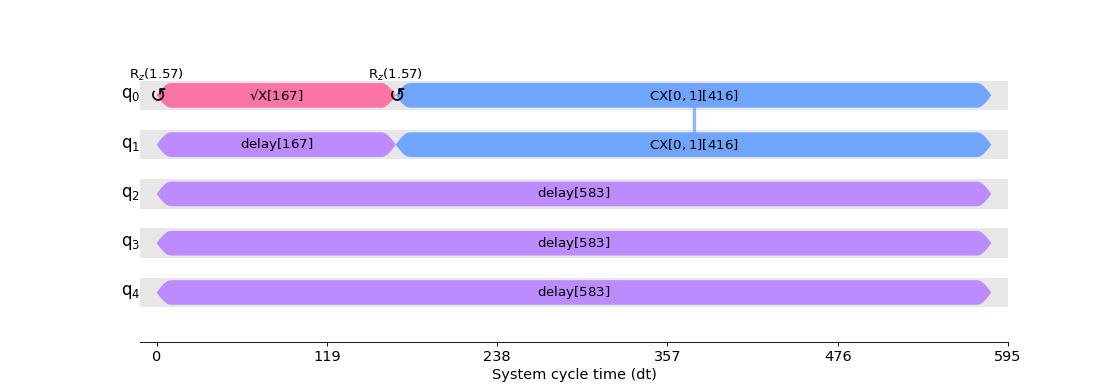 R_z(1.57) R_z(1.57)
q_0 ↺ √X[167] ↺ CX[0, 1][416]
q_1 delay[167] CX[0, 1][416]
q_2 delay[583]
q_3 delay[583]
q_4 delay[583]
0 119 238 357 476 595
System cycle time (dt)